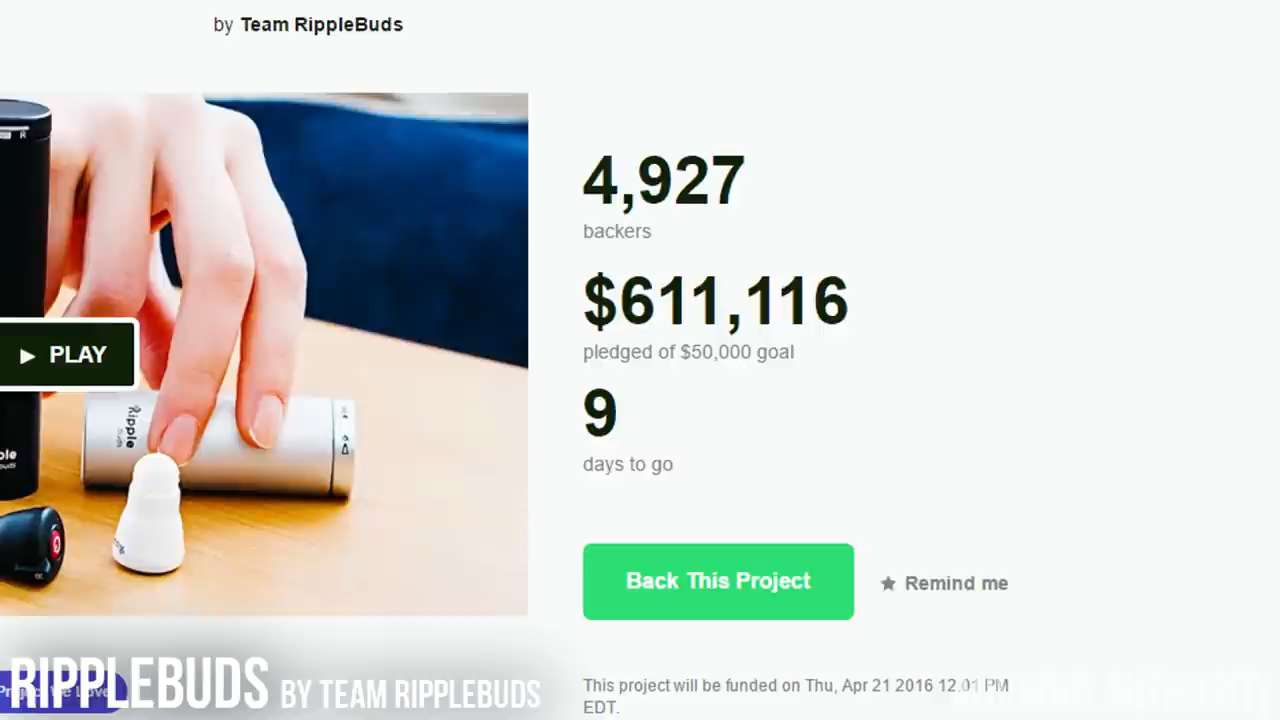 by Team RippleBuds
4,927
backers
$611,116
pledged of $50,000 goal
9
days to go
PLAY
Ripple
Buds
Back This Project
Remind me
RIPPLEBUDS BY TEAM RIPPLEBUDS
This project will be funded on Thu, Apr 21 2016 12:01 PM
EDT.